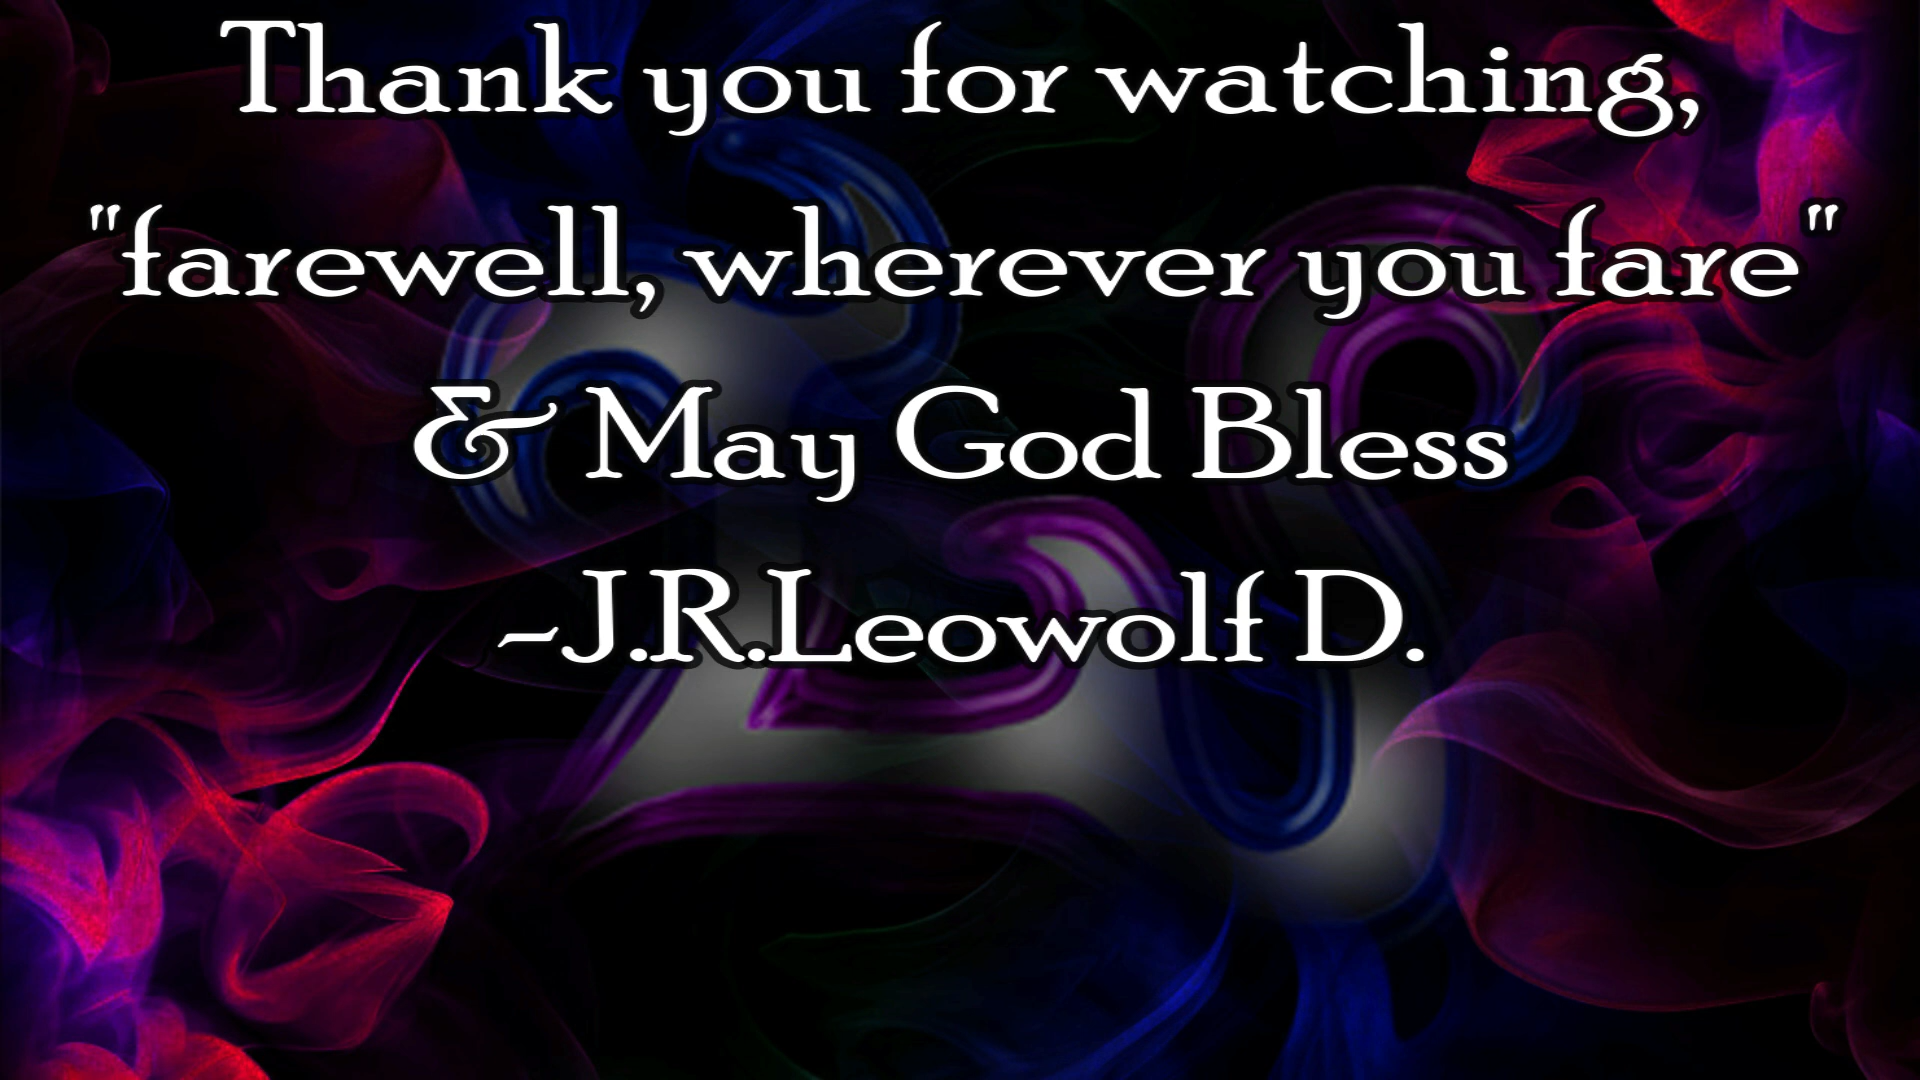 Thank you for watching,
"farewell, wherever you fare"
& May God Bless
~J.R.Leowolf D.